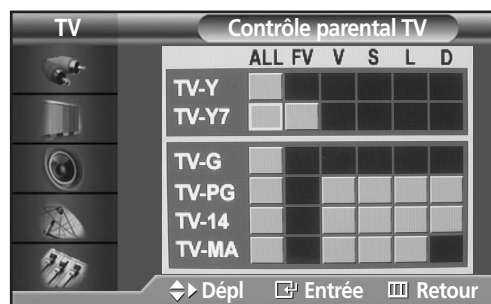 TV Contrôle parental TV
ALL FV V S L D
TV-Y
TV-Y7
TV-G
TV-PG
TV-14
TV-MA
Dépl Entrée Retour